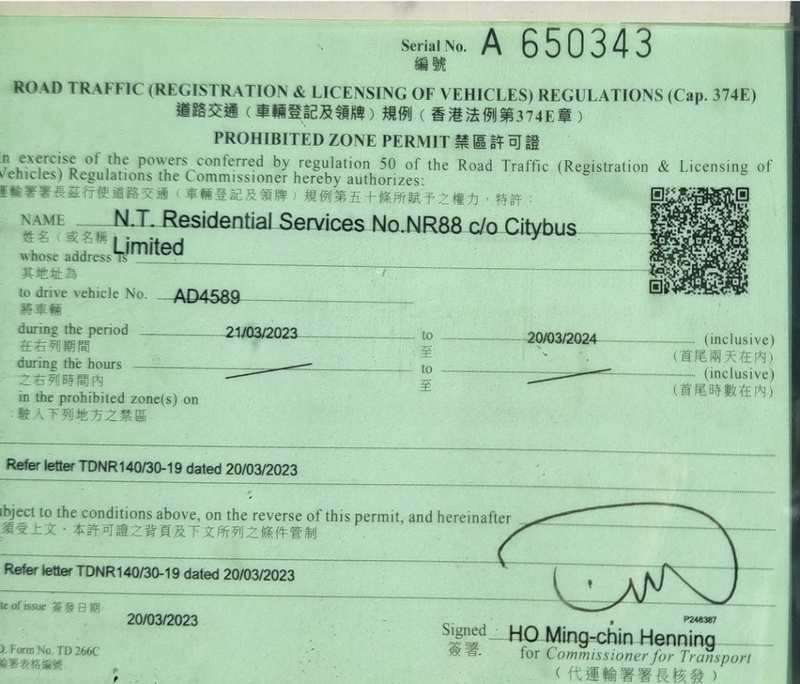 Serial No. A 650343
編號
ROAD TRAFFIC (REGISTRATION & LICENSING OF VEHICLES) REGULATIONS (Cap. 374E)
道路交通（車輛登記及領牌）規例（香港法例第374E章）
PROHIBITED ZONE PERMIT 禁區許可證
In exercise of the powers conferred by regulation 50 of the Road Traffic (Registration & Licensing of
Vehicles) Regulations the Commissioner hereby authorizes:
運輸署署長茲行使道路交通（車輛登記及領牌）規例第五十條所賦予之權力，特許：
NAME N.T. Residential Services No.NR88 c/o Citybus
姓名（或名稱 Limited
whose address is
其地址為
to drive vehicle No. AD4589
將車輛
during the period 21/03/2023 to 20/03/2024 (inclusive)
在右列期間 至 (首尾兩天在內)
during the hours to (inclusive)
之右列時間內 至 (首尾時數在內)
in the prohibited zone(s) on
駛入下列地方之禁區
Refer letter TDNR140/30-19 dated 20/03/2023
ubject to the conditions above, on the reverse of this permit, and hereinafter
須受上文、本許可證之背頁及下文所列之條件管制
Refer letter TDNR140/30-19 dated 20/03/2023
te of issue 簽發日期 20/03/2023
P248387
Signed HO Ming-chin Henning
簽署 for Commissioner for Transport
（代運輸署署長核發）
D. Form No. TD 266C
輸署表格編號